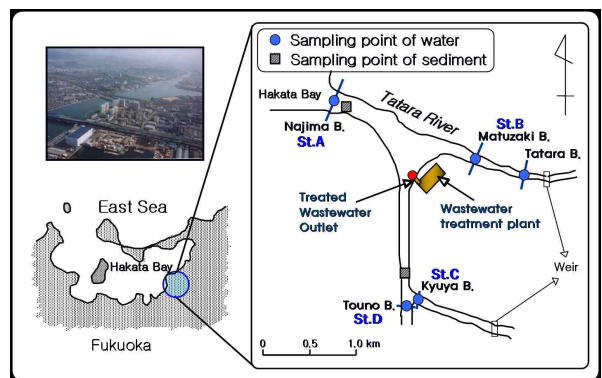 Sampling point of water
Sampling point of sediment
Hakata Bay
Tatara River
Najima B.
St.A
St.B
Matuzaki B.
Tatara B.
Treated
Wastewater
Outlet
Wastewater
treatment plant
Weir
St.C
Kyuya B.
Touno B.
St.D
0 0.5 1.0 km
East Sea
Hakata Bay
Fukuoka